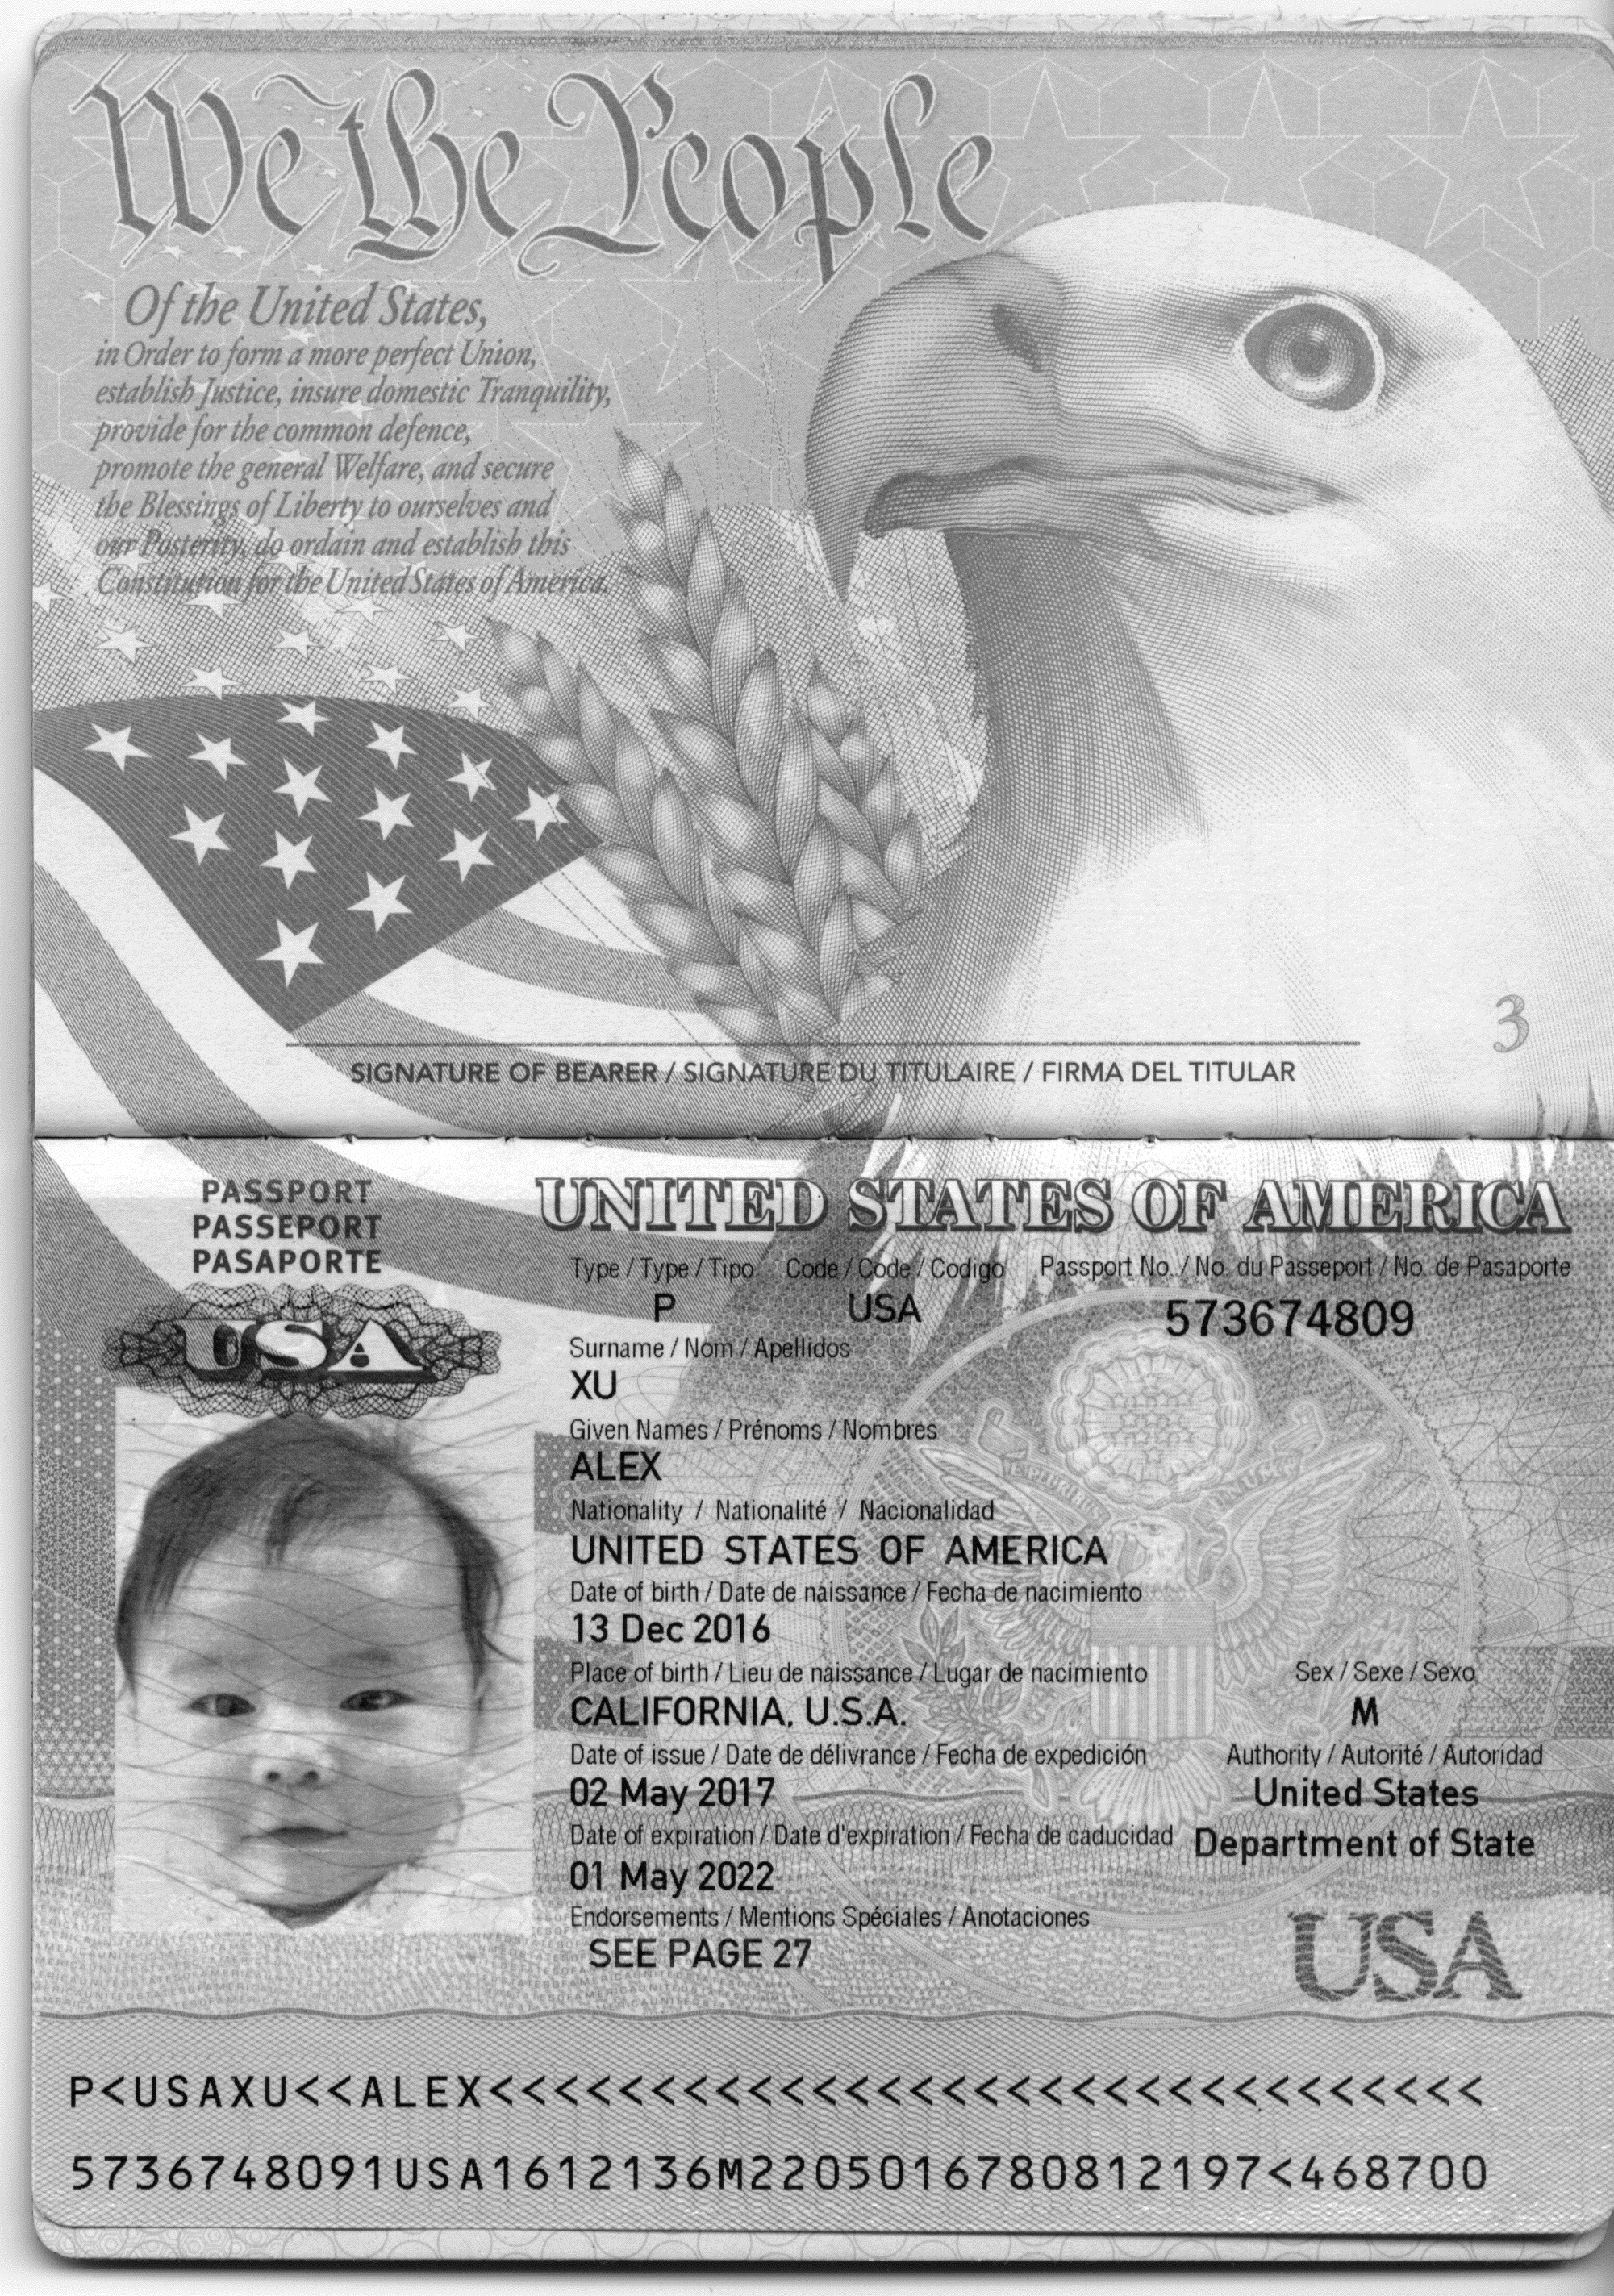 We the People
Of the United States,
in Order to form a more perfect Union,
establish Justice, insure domestic Tranquility,
provide for the common defence,
promote the general Welfare, and secure
the Blessings of Liberty to ourselves and
our Posterity, do ordain and establish this
Constitution for the United States of America.
3
SIGNATURE OF BEARER / SIGNATURE DU TITULAIRE / FIRMA DEL TITULAR
PASSPORT
PASSEPORT
PASAPORTE
USA
UNITED STATES OF AMERICA
Type / Type / Tipo Code / Code / Codigo Passport No. / No. du Passeport / No. de Pasaporte
P USA 573674809
Surname / Nom / Apellidos
XU
Given Names / Prénoms / Nombres
ALEX
Nationality / Nationalité / Nacionalidad
UNITED STATES OF AMERICA
Date of birth / Date de naissance / Fecha de nacimiento
13 Dec 2016
Place of birth / Lieu de naissance / Lugar de nacimiento Sex / Sexe / Sexo
CALIFORNIA, U.S.A. M
Date of issue / Date de délivrance / Fecha de expedición Authority / Autorité / Autoridad
02 May 2017 United States
Date of expiration / Date d'expiration / Fecha de caducidad Department of State
01 May 2022
Endorsements / Mentions Spéciales / Anotaciones
SEE PAGE 27
USA
P<USAXU<<ALEX<<<<<<<<<<<<<<<<<<<<<<<<<<<<<<<
5736748091USA1612136M2205016780812197<468700